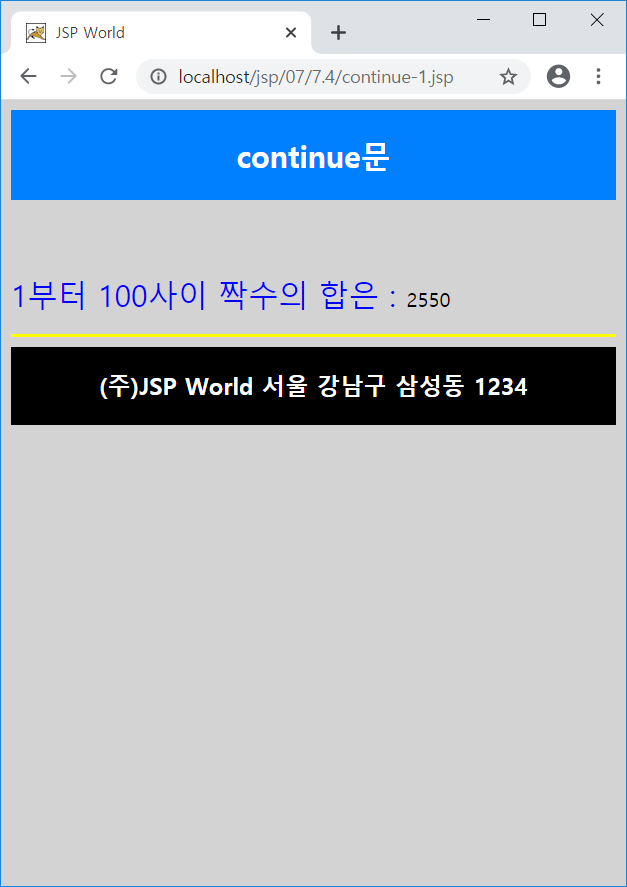 JSP World
localhost/jsp/07/7.4/continue-1.jsp
continue문
1부터 100사이 짝수의 합은 : 2550
(주)JSP World 서울 강남구 삼성동 1234